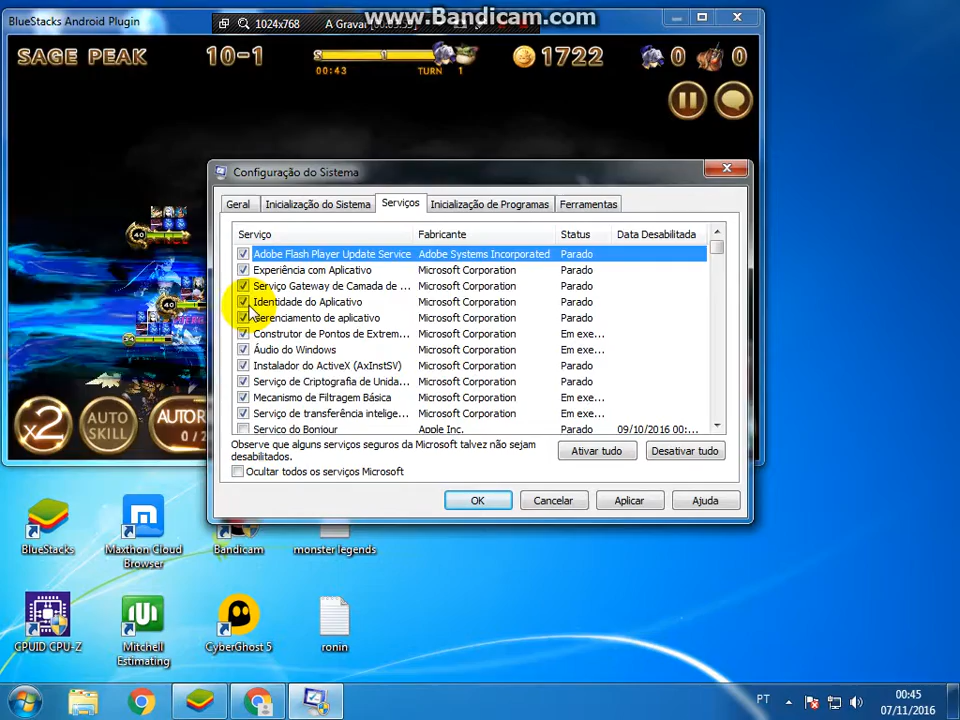 BlueStacks Android Plugin
1024x768
A Gravar
www.Bandicam.com
SAGE PEAK
10-1
S
1
00:43
TURN 1
1722
0
0
40
40
x2
AUTO
SKILL
AUTOR
0 / 2
Configuração do Sistema
Geral
Inicialização do Sistema
Serviços
Inicialização de Programas
Ferramentas
Serviço Fabricante Status Data Desabilitada
Adobe Flash Player Update Service Adobe Systems Incorporated Parado
Experiência com Aplicativo Microsoft Corporation Parado
Serviço Gateway de Camada de ... Microsoft Corporation Parado
Identidade do Aplicativo Microsoft Corporation Parado
Gerenciamento de aplicativo Microsoft Corporation Parado
Construtor de Pontos de Extrem... Microsoft Corporation Em exe...
Áudio do Windows Microsoft Corporation Em exe...
Instalador do ActiveX (AxInstSV) Microsoft Corporation Parado
Serviço de Criptografia de Unida... Microsoft Corporation Parado
Mecanismo de Filtragem Básica Microsoft Corporation Em exe...
Serviço de transferência intelige... Microsoft Corporation Em exe...
Serviço do Bonjour Apple Inc. Parado 09/10/2016 00:...
Observe que alguns serviços seguros da Microsoft talvez não sejam
desabilitados.
Ativar tudo
Desativar tudo
Ocultar todos os serviços Microsoft
OK
Cancelar
Aplicar
Ajuda
BlueStacks
Maxthon Cloud
Browser
Bandicam
monster legends
CPUID CPU-Z
Mitchell
Estimating
CyberGhost 5
ronin
PT
00:45
07/11/2016